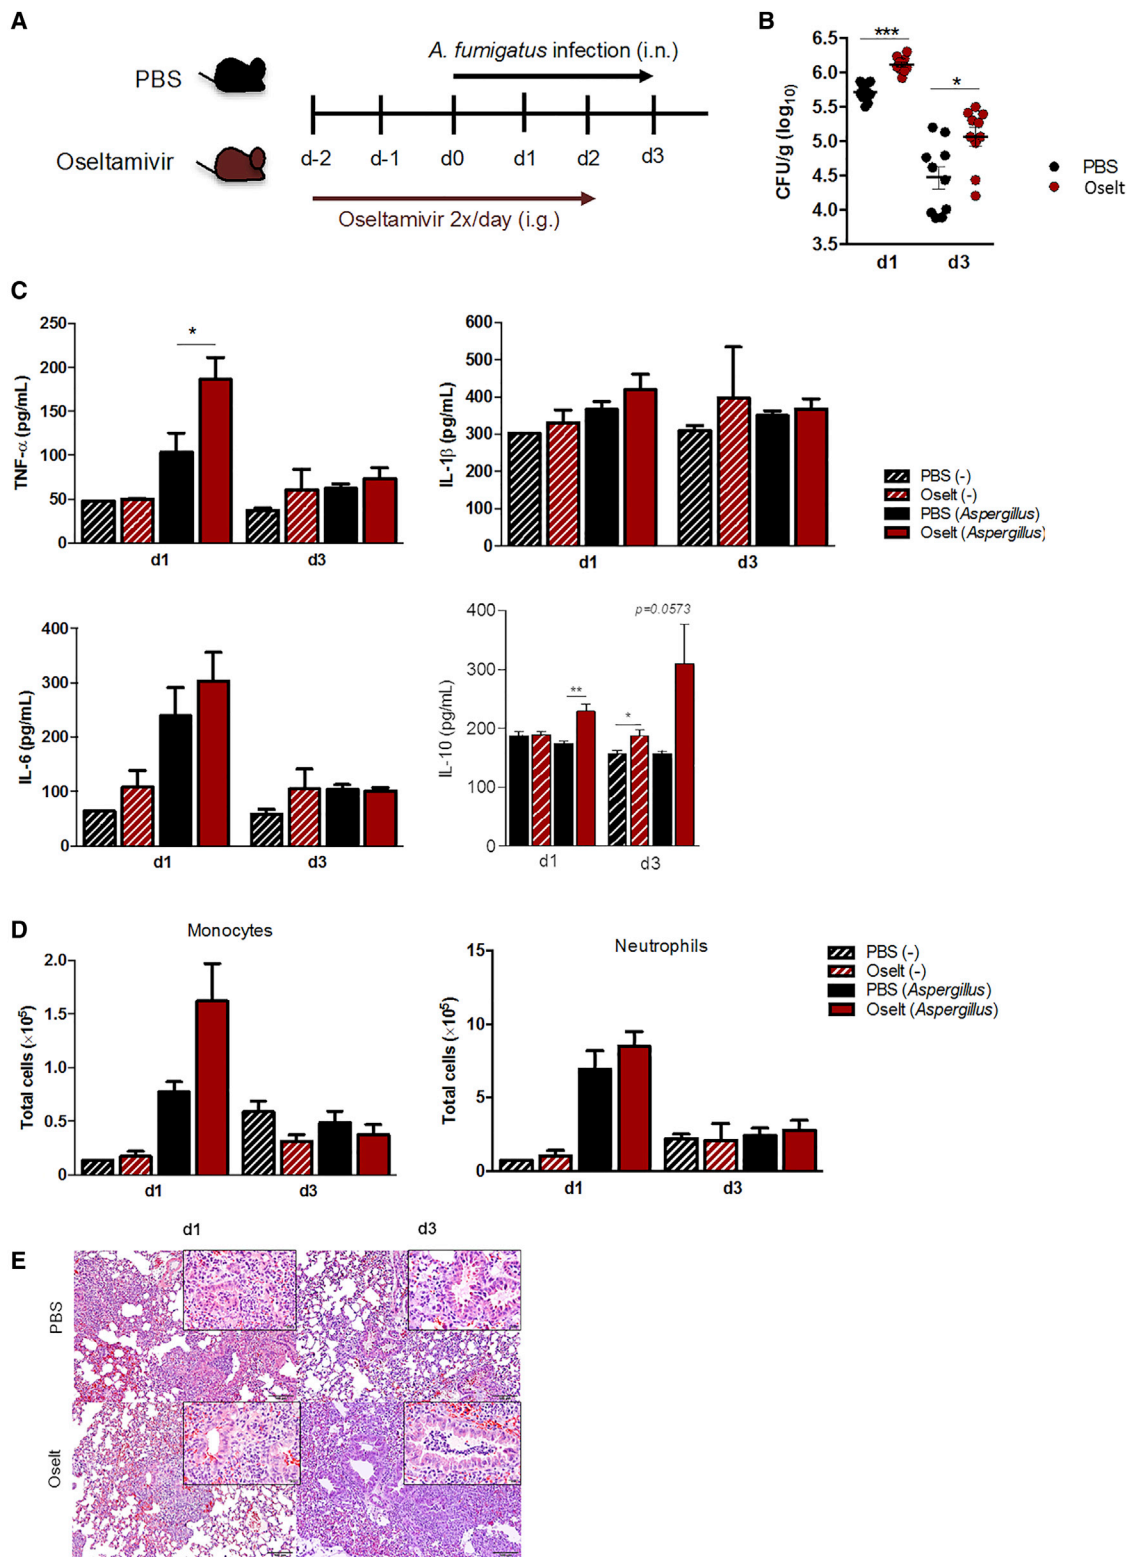 A
A. fumigatus infection (i.n.)
PBS
Oseltamivir
d-2 d-1 d0 d1 d2 d3
Oseltamivir 2x/day (i.g.)
B
CFU/g (log10)
6.5
6.0
5.5
5.0
4.5
4.0
3.5
***
*
d1 d3
PBS
Oselt
C
TNF-α (pg/mL)
250
200
150
100
50
0
*
d1 d3
IL-1β (pg/mL)
600
500
400
300
200
100
0
d1 d3
PBS (-)
Oselt (-)
PBS (Aspergillus)
Oselt (Aspergillus)
IL-6 (pg/mL)
400
300
200
100
0
d1 d3
IL-10 (pg/mL)
400
300
200
100
0
**
*
p=0.0573
d1 d3
D
Monocytes
Total cells (×10⁵)
2.0
1.5
1.0
0.5
0
d1 d3
Neutrophils
Total cells (×10⁵)
15
10
5
0
d1 d3
PBS (-)
Oselt (-)
PBS (Aspergillus)
Oselt (Aspergillus)
E
d1 d3
PBS
Oselt